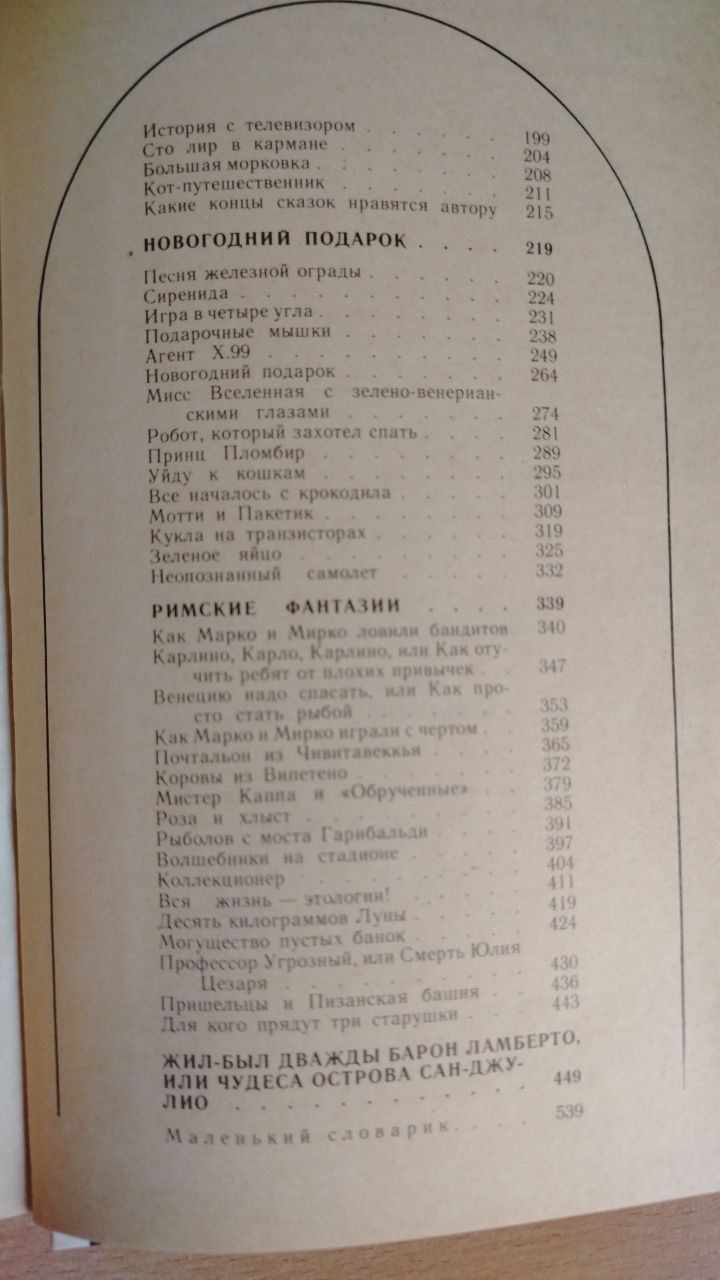 История с телевизором . . . . . . 199
Сто лир в кармане . . . . . . . 204
Большая морковка . . . . . . . 208
Кот-путешественник . . . . . . 211
Какие концы сказок нравятся автору 215
НОВОГОДНИЙ ПОДАРОК . . . . 219
Песня железной ограды . . . . . 220
Сиренида . . . . . . . . . . 224
Игра в четыре угла . . . . . . . 231
Подарочные мышки . . . . . . 238
Агент Х.99 . . . . . . . . . 249
Новогодний подарок . . . . . . 264
Мисс Вселенная с зелено-венериан-
скими глазами . . . . . . 274
Робот, который захотел спать . . . . 281
Принц Пломбир . . . . . . . 289
Уйду к кошкам . . . . . . . 295
Все началось с крокодила . . . . . 301
Мотти и Пакетик . . . . . . . 309
Кукла на транзисторах . . . . . 319
Зеленое яйцо . . . . . . . . 325
Неопознанный самолет . . . . 332
РИМСКИЕ ФАНТАЗИИ . . . . 339
Как Марко и Мирко ловили бандитов 340
Карлино, Карло, Карлино, или Как оту-
чить ребят от плохих привычек . . 347
Венецию надо спасать, или Как про-
сто стать рыбой . . . . . . 353
Как Марко и Мирко играли с чертом . . 359
Почтальон из Чивитавеккья . . . . 365
Коровы из Випетено . . . . . . 372
Мистер Каппа и «Обрученные» . . . 379
Роза и хлыст . . . . . . . . 385
Рыболов с моста Гарибальди . . . . 391
Волшебники на стадионе . . . . . 397
Коллекционер . . . . . . . 404
Вся жизнь — этологии! . . . . 411
Десять килограммов Луны . . . . 419
Могущество пустых банок . . . . . 424
Профессор Угрозный, или Смерть Юлия
Цезаря . . . . . . . . 430
Пришельцы и Пизанская башня . . 436
Для кого прядут три старушки . . . 443
ЖИЛ-БЫЛ ДВАЖДЫ БАРОН ЛАМБЕРТО,
ИЛИ ЧУДЕСА ОСТРОВА САН-ДЖУ-
ЛИО . . . . . . . . . 449
Маленький словарик. . . . 539